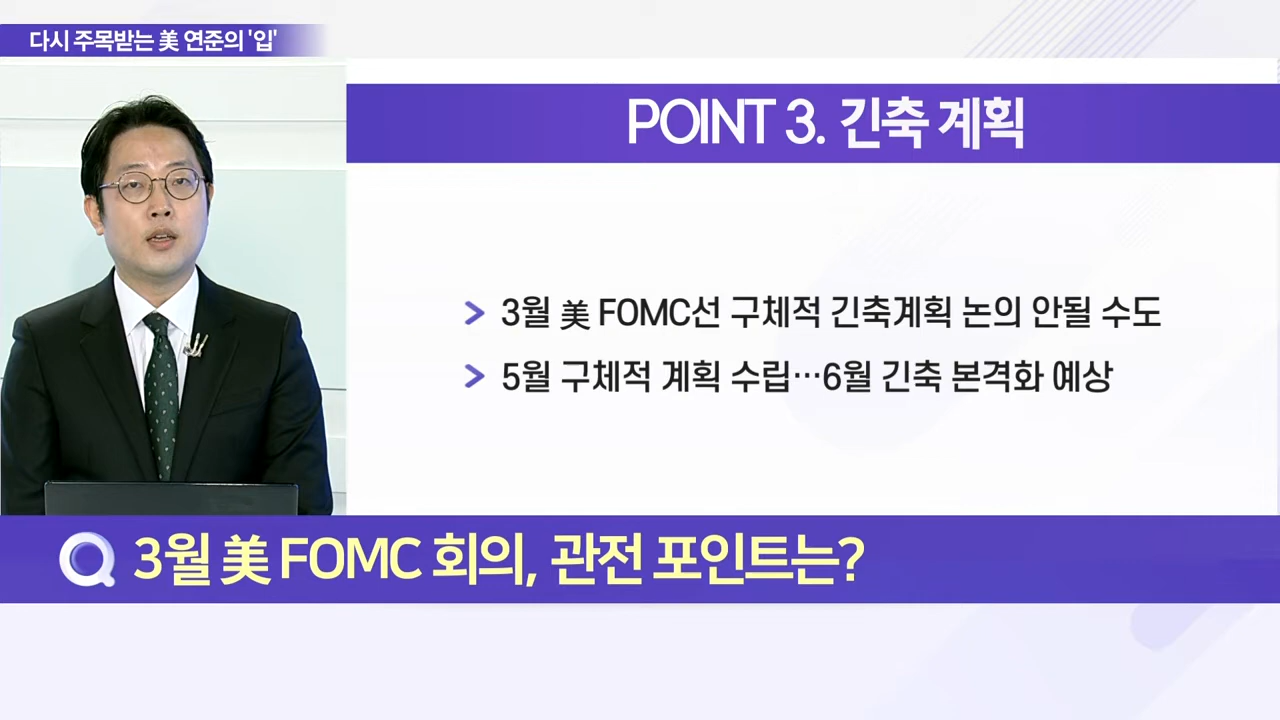 다시 주목받는 美 연준의 '입'
POINT 3. 긴축 계획
> 3월 美 FOMC선 구체적 긴축계획 논의 안될 수도
> 5월 구체적 계획 수립…6월 긴축 본격화 예상
Q 3월 美 FOMC 회의, 관전 포인트는?